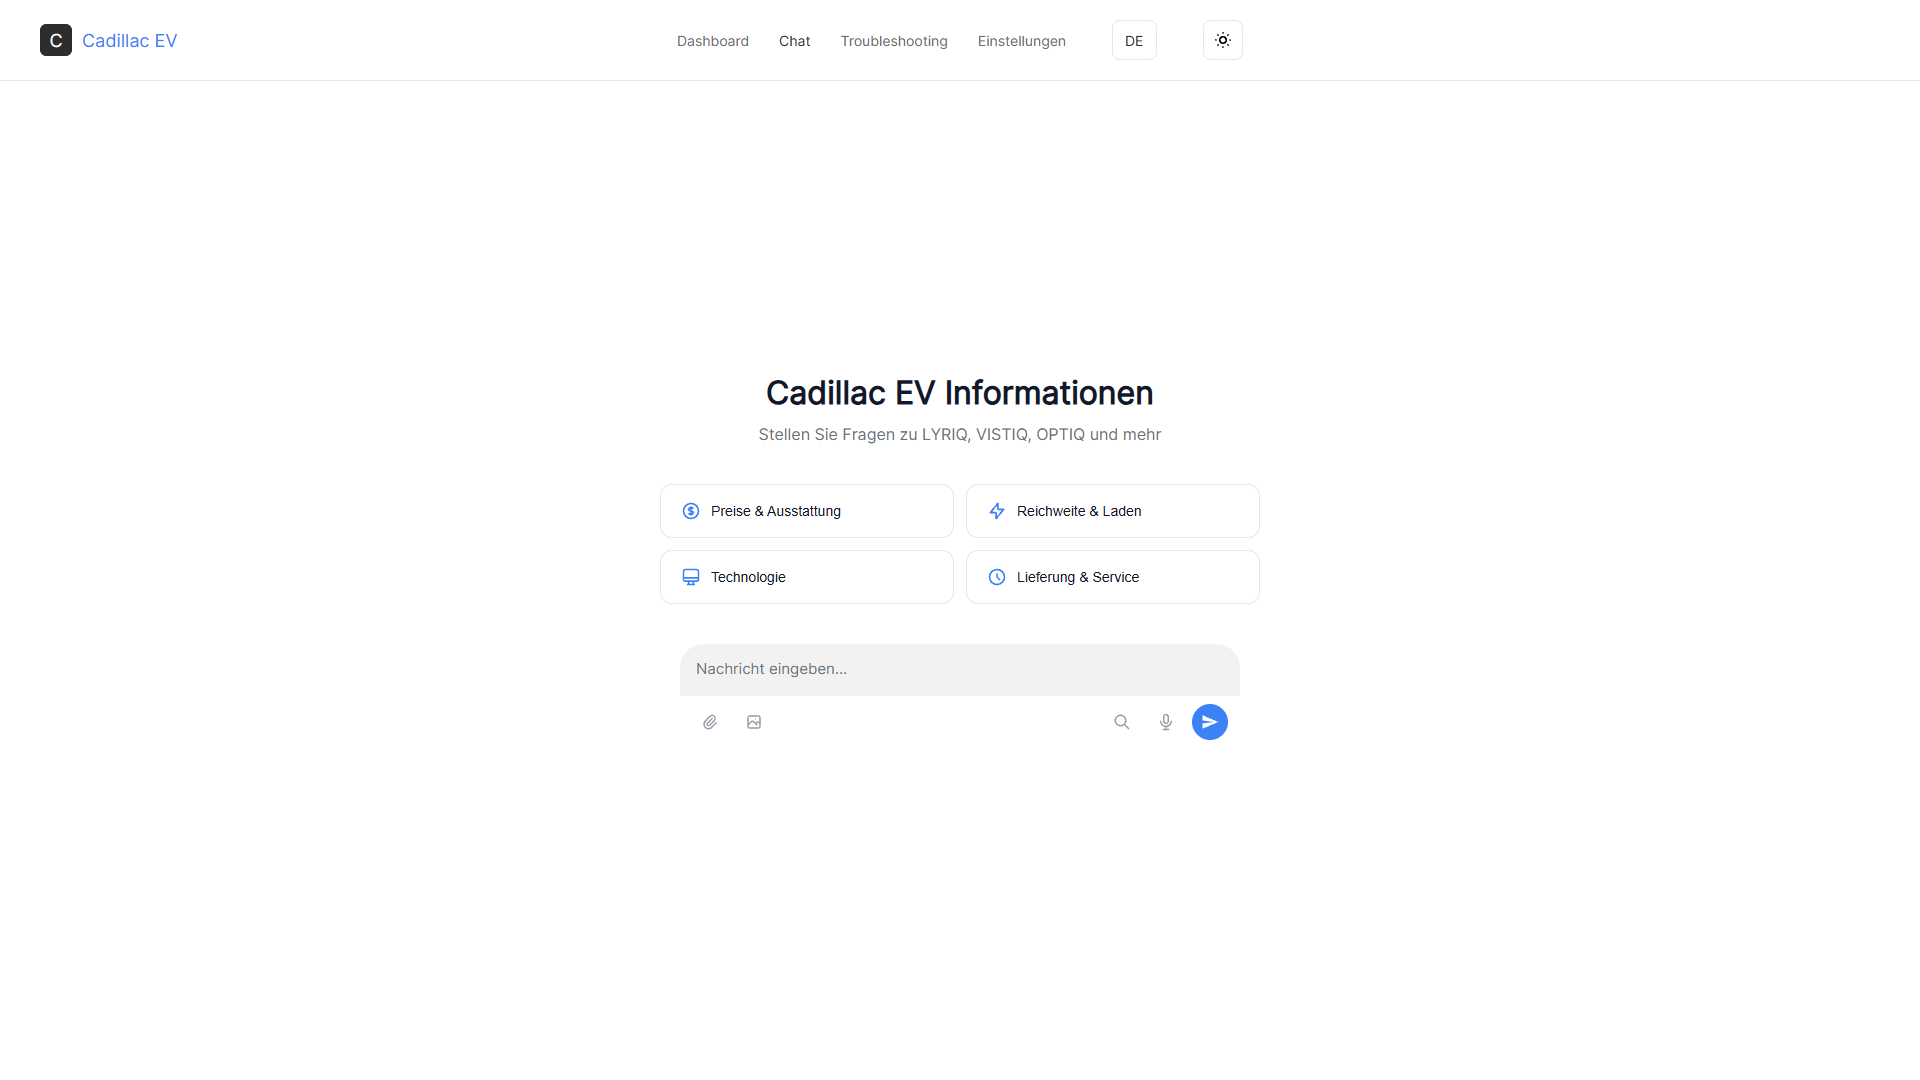 C Cadillac EV
Dashboard Chat Troubleshooting Einstellungen DE
Cadillac EV Informationen
Stellen Sie Fragen zu LYRIQ, VISTIQ, OPTIQ und mehr
Preise & Ausstattung
Reichweite & Laden
Technologie
Lieferung & Service
Nachricht eingeben...